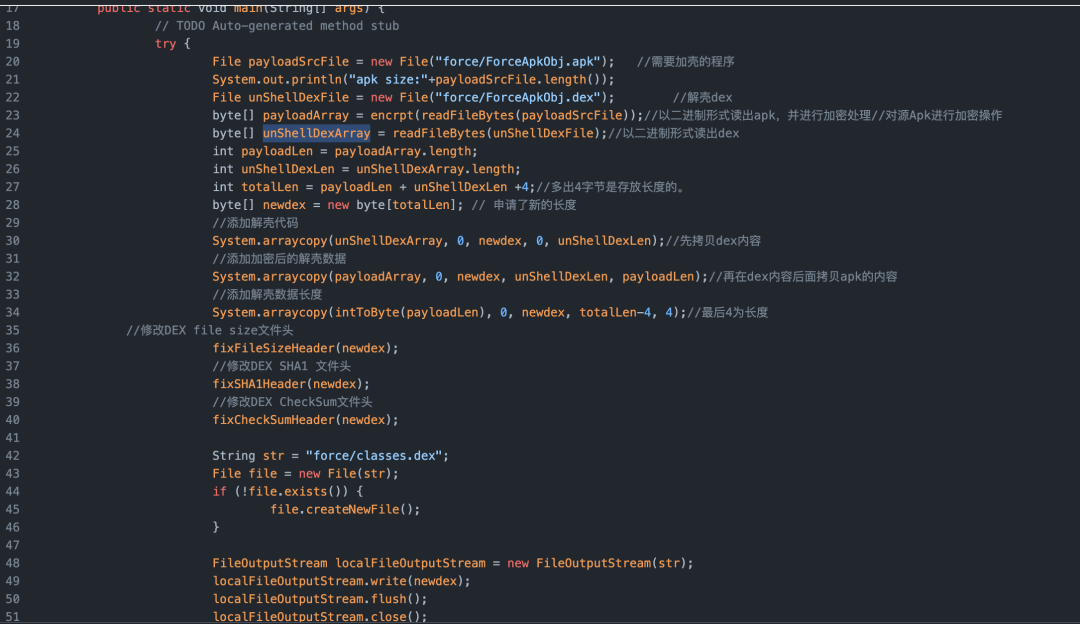 17 public static void main(String[] args) {
18 // TODO Auto-generated method stub
19 try {
20 File payloadSrcFile = new File("force/ForceApkObj.apk"); //需要加壳的程序
21 System.out.println("apk size:"+payloadSrcFile.length());
22 File unShellDexFile = new File("force/ForceApkObj.dex"); //解壳dex
23 byte[] payloadArray = encrpt(readFileBytes(payloadSrcFile));//以二进制形式读出apk，并进行加密处理//对源Apk进行加密操作
24 byte[] unShellDexArray = readFileBytes(unShellDexFile);//以二进制形式读出dex
25 int payloadLen = payloadArray.length;
26 int unShellDexLen = unShellDexArray.length;
27 int totalLen = payloadLen + unShellDexLen +4;//多出4字节是存放长度的。
28 byte[] newdex = new byte[totalLen]; // 申请了新的长度
29 //添加解壳代码
30 System.arraycopy(unShellDexArray, 0, newdex, 0, unShellDexLen);//先拷贝dex内容
31 //添加加密后的解壳数据
32 System.arraycopy(payloadArray, 0, newdex, unShellDexLen, payloadLen);//再在dex内容后面拷贝apk的内容
33 //添加解壳数据长度
34 System.arraycopy(intToByte(payloadLen), 0, newdex, totalLen-4, 4);//最后4为长度
35 //修改DEX file size文件头
36 fixFileSizeHeader(newdex);
37 //修改DEX SHA1 文件头
38 fixSHA1Header(newdex);
39 //修改DEX CheckSum文件头
40 fixCheckSumHeader(newdex);
41
42 String str = "force/classes.dex";
43 File file = new File(str);
44 if (!file.exists()) {
45 file.createNewFile();
46 }
47
48 FileOutputStream localFileOutputStream = new FileOutputStream(str);
49 localFileOutputStream.write(newdex);
50 localFileOutputStream.flush();
51 localFileOutputStream.close();